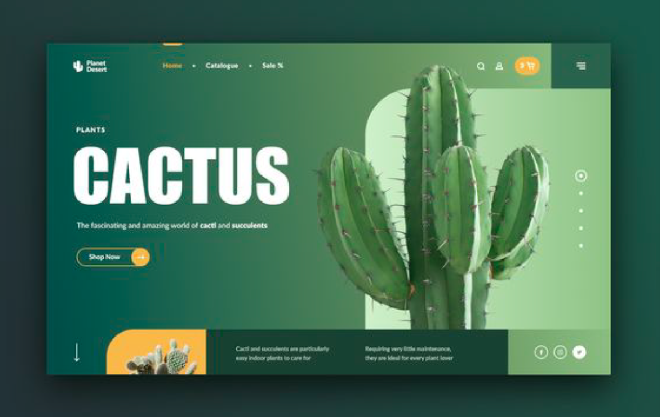 Planet
Desert
Home
Catalogue
Sale %
3
PLANTS
CACTUS
The fascinating and amazing world of cacti and succulents
Shop Now
Cacti and succulents are particularly
easy indoor plants to care for
Requiring very little maintenance,
they are ideal for every plant lover